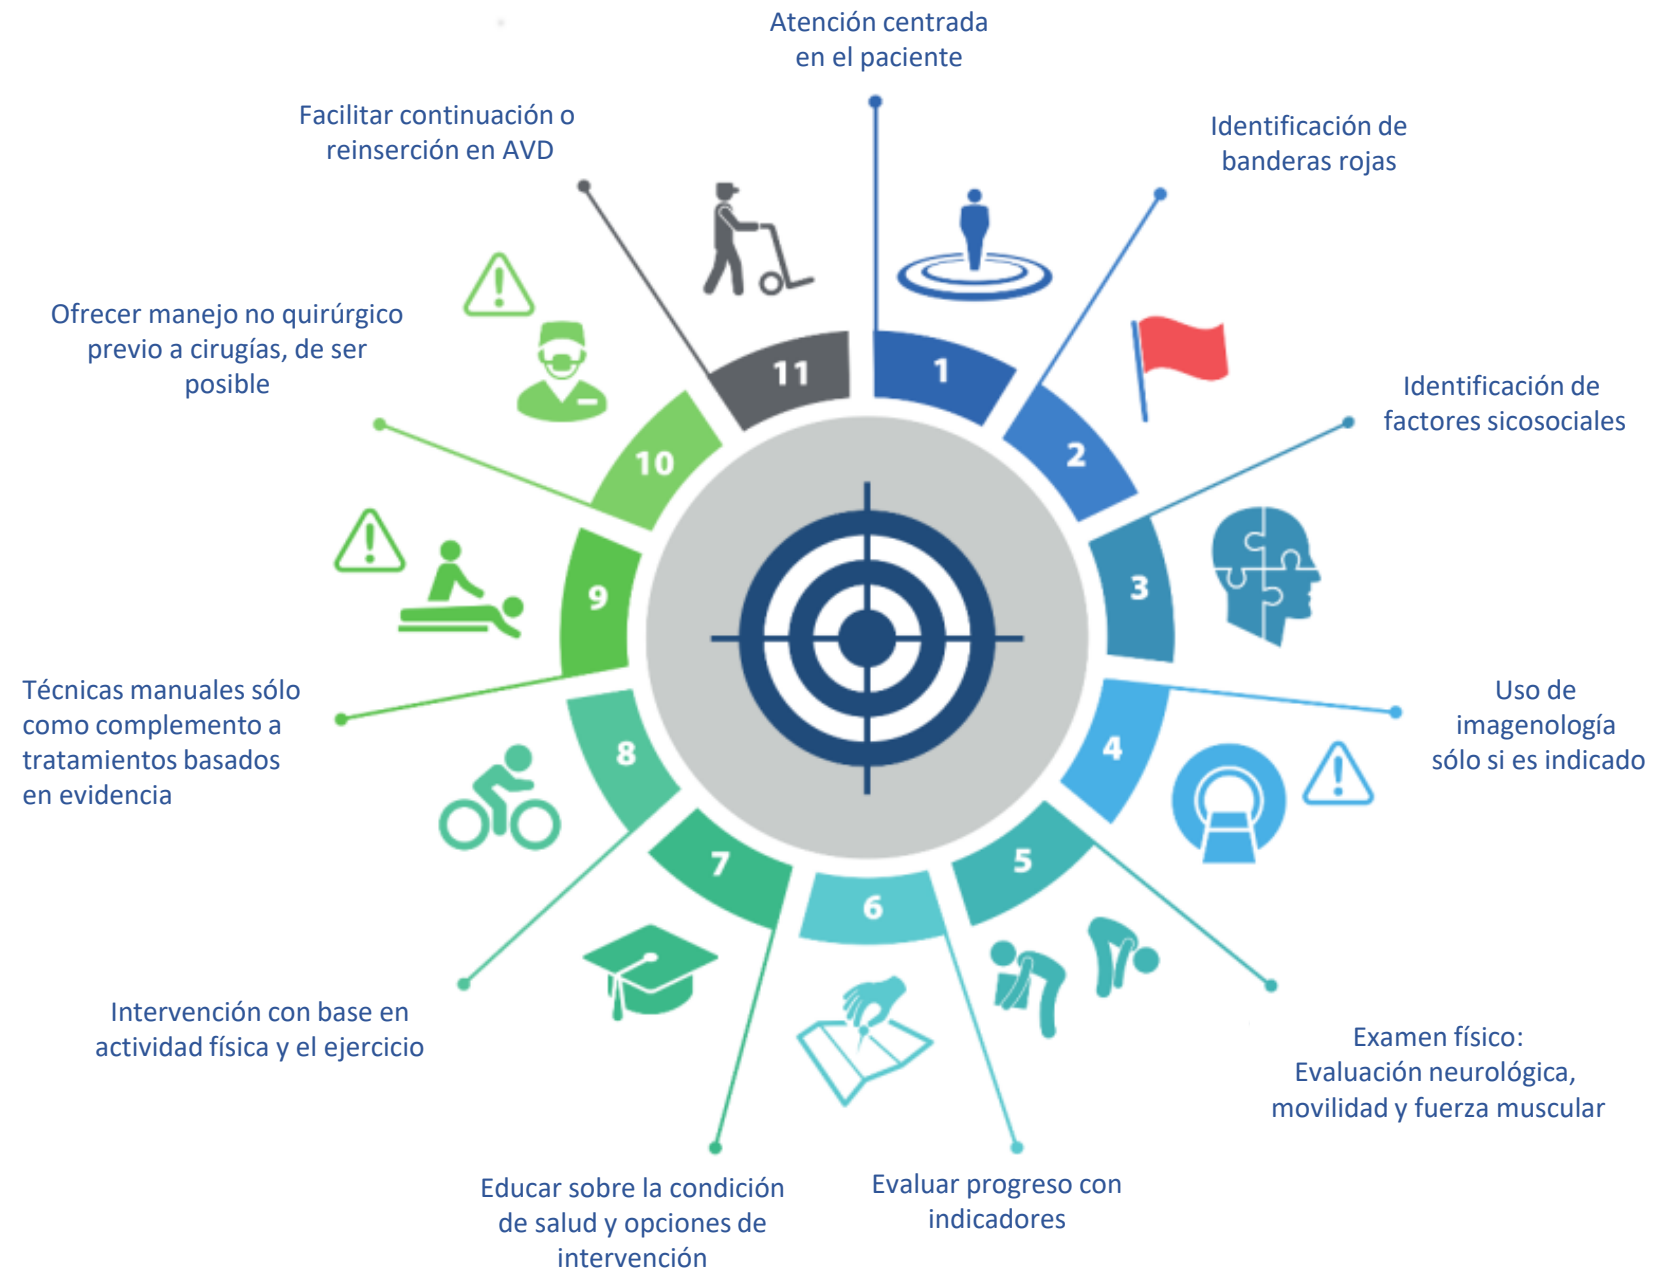 Atención centrada
en el paciente
Identificación de
banderas rojas
Identificación de
factores sicosociales
Uso de
imagenología
sólo si es indicado
Examen físico:
Evaluación neurológica,
movilidad y fuerza muscular
Evaluar progreso con
indicadores
Educar sobre la condición
de salud y opciones de
intervención
Intervención con base en
actividad física y el ejercicio
Técnicas manuales sólo
como complemento a
tratamientos basados
en evidencia
Ofrecer manejo no quirúrgico
previo a cirugías, de ser
posible
Facilitar continuación o
reinserción en AVD
1
2
3
4
5
6
7
8
9
10
11